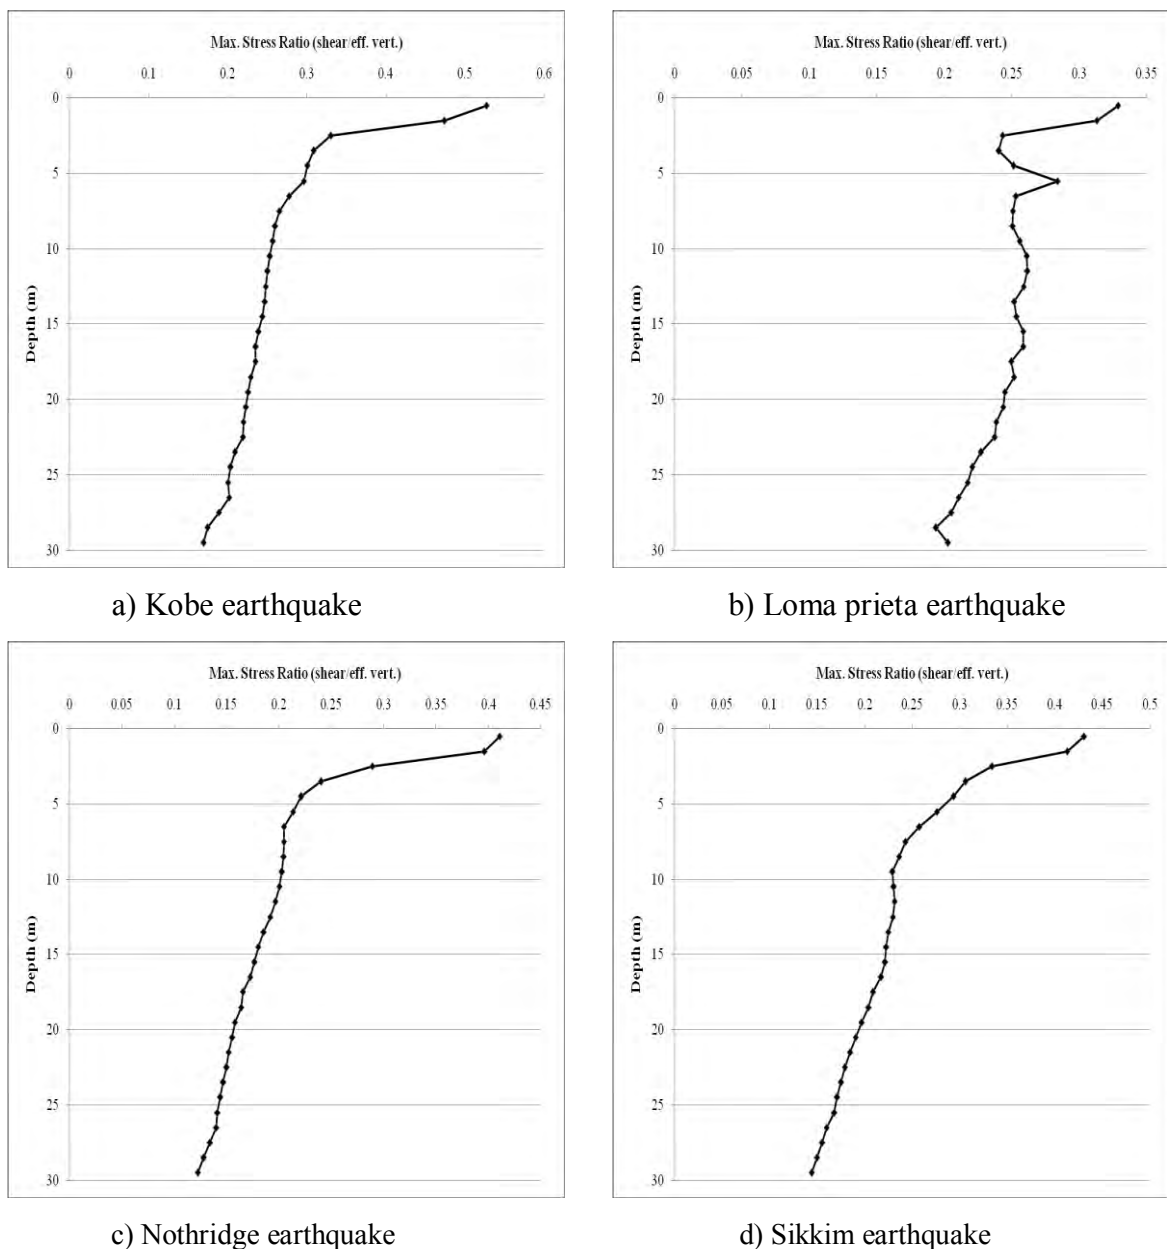 Max. Stress Ratio (shear/eff. vert.)
0 0.1 0.2 0.3 0.4 0.5 0.6
0
5
10
15
20
25
30
Depth (m)
a) Kobe earthquake
Max. Stress Ratio (shear/eff. vert.)
0 0.05 0.1 0.15 0.2 0.25 0.3 0.35
0
5
10
15
20
25
30
Depth (m)
b) Loma prieta earthquake
Max. Stress Ratio (shear/eff. vert.)
0 0.05 0.1 0.15 0.2 0.25 0.3 0.35 0.4 0.45
0
5
10
15
20
25
30
Depth (m)
c) Nothridge earthquake
Max. Stress Ratio (shear/eff. vert.)
0 0.05 0.1 0.15 0.2 0.25 0.3 0.35 0.4 0.45 0.5
0
5
10
15
20
25
30
Depth (m)
d) Sikkim earthquake